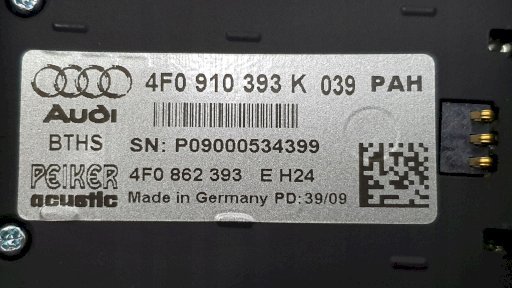 4F0 910 393 K 039 PAH
Audi
BTHS SN: P09000534399
PEIKER 4F0 862 393 E H24
acustic Made in Germany PD: 39/09